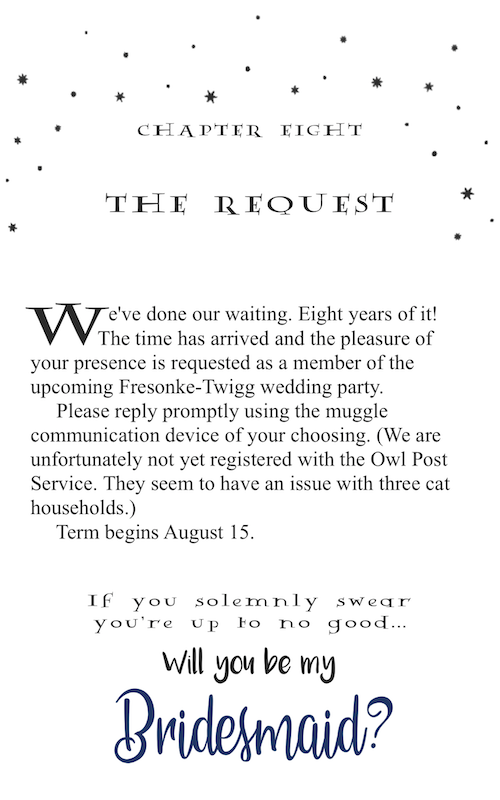 CHAPTER EIGHT
THE REQUEST
We've done our waiting. Eight years of it!
The time has arrived and the pleasure of
your presence is requested as a member of the
upcoming Fresonke-Twigg wedding party.
Please reply promptly using the muggle
communication device of your choosing. (We are
unfortunately not yet registered with the Owl Post
Service. They seem to have an issue with three cat
households.)
Term begins August 15.
If you solemnly swear
you're up to no good...
Will you be my
Bridesmaid?